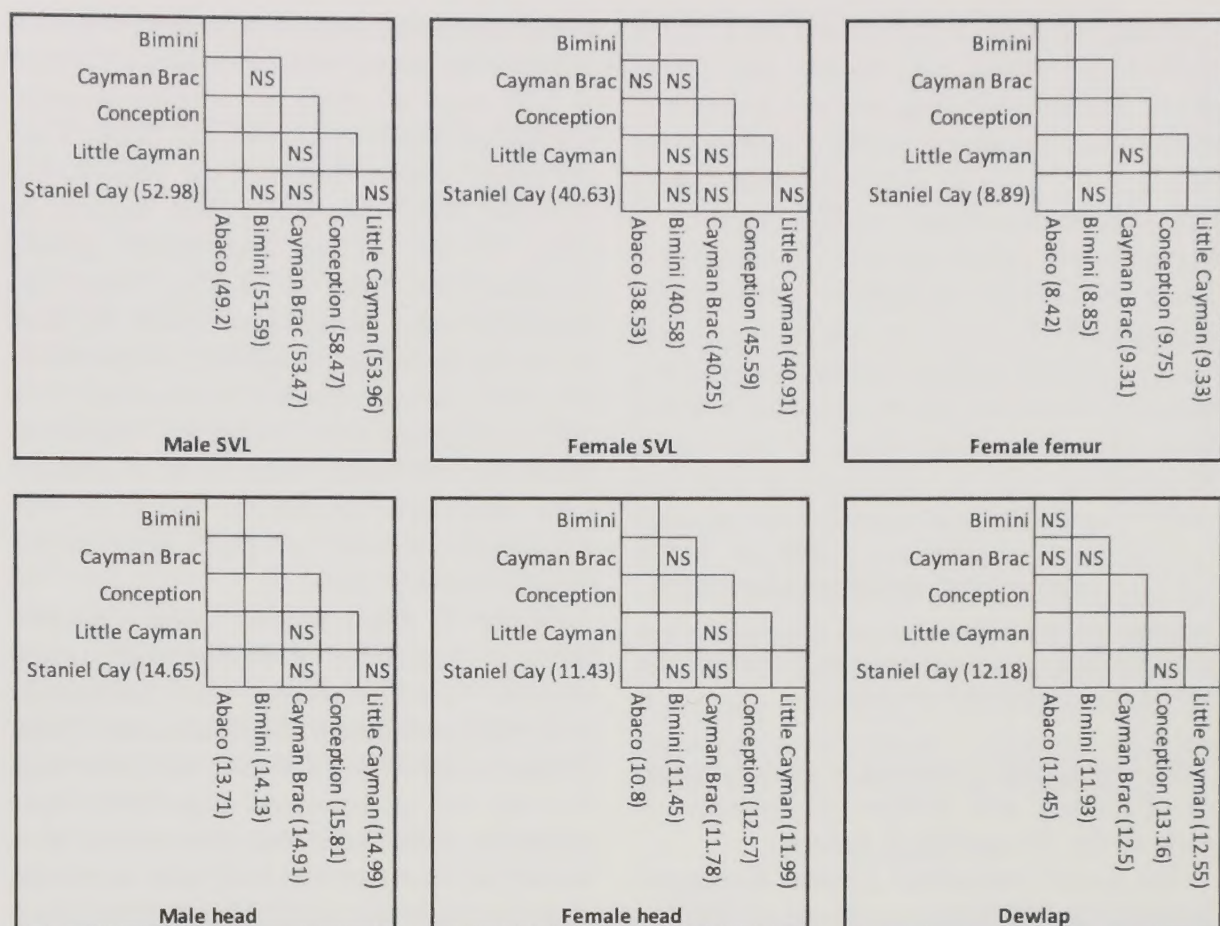 Bimini
Cayman Brac NS
Conception
Little Cayman NS
Staniel Cay (52.98) NS NS NS
Abaco (49.2)
Bimini (51.59)
Cayman Brac (53.47)
Conception (58.47)
Little Cayman (53.96)
Male SVL
Bimini
Cayman Brac NS NS
Conception
Little Cayman NS NS
Staniel Cay (40.63) NS NS NS
Abaco (38.53)
Bimini (40.58)
Cayman Brac (40.25)
Conception (45.59)
Little Cayman (40.91)
Female SVL
Bimini
Cayman Brac
Conception
Little Cayman NS
Staniel Cay (8.89) NS
Abaco (8.42)
Bimini (8.85)
Cayman Brac (9.31)
Conception (9.75)
Little Cayman (9.33)
Female femur
Bimini
Cayman Brac
Conception
Little Cayman NS
Staniel Cay (14.65) NS NS
Abaco (13.71)
Bimini (14.13)
Cayman Brac (14.91)
Conception (15.81)
Little Cayman (14.99)
Male head
Bimini
Cayman Brac NS
Conception
Little Cayman NS
Staniel Cay (11.43) NS NS
Abaco (10.8)
Bimini (11.45)
Cayman Brac (11.78)
Conception (12.57)
Little Cayman (11.99)
Female head
Bimini NS
Cayman Brac NS NS
Conception
Little Cayman
Staniel Cay (12.18) NS
Abaco (11.45)
Bimini (11.93)
Cayman Brac (12.5)
Conception (13.16)
Little Cayman (12.55)
Dewlap